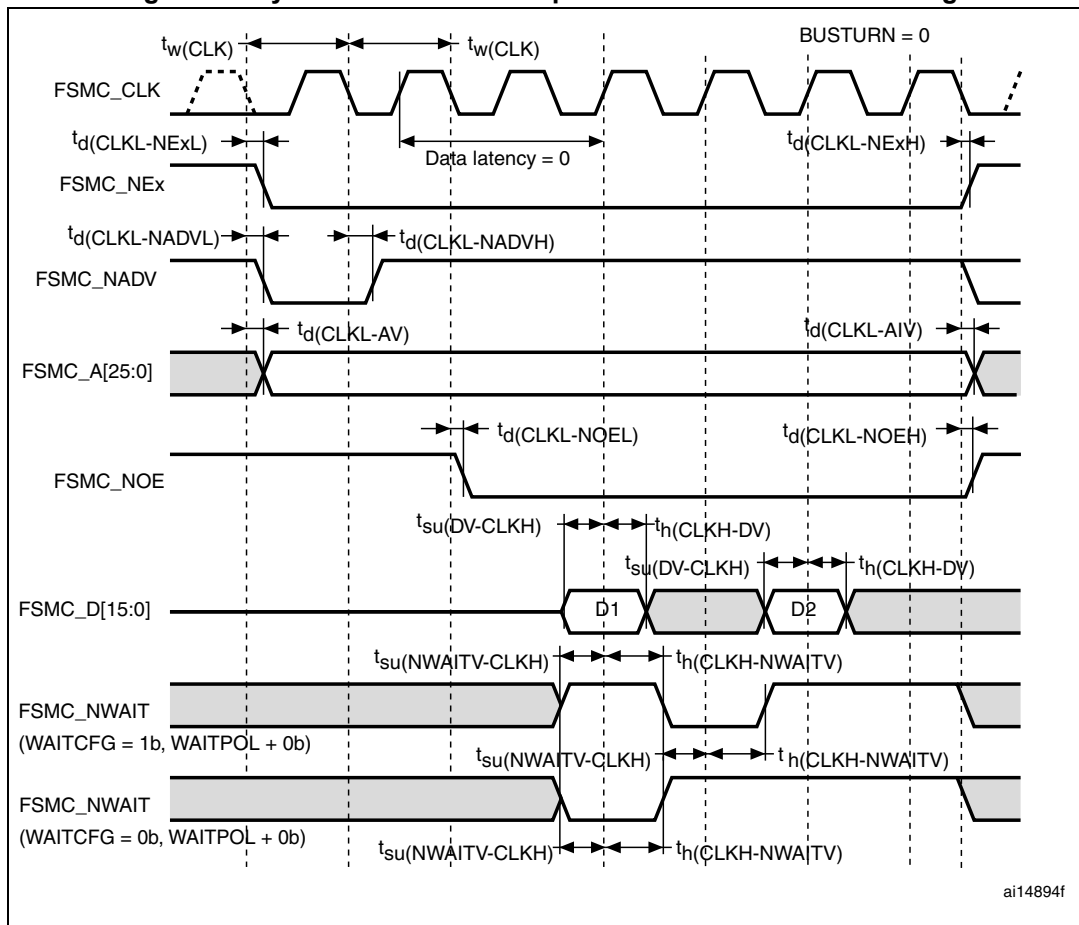 tw(CLK) tw(CLK) BUSTURN = 0
FSMC_CLK
td(CLKL-NExL) Data latency = 0 td(CLKL-NExH)
FSMC_NEx
td(CLKL-NADVL) td(CLKL-NADVH)
FSMC_NADV
td(CLKL-AV) td(CLKL-AIV)
FSMC_A[25:0]
td(CLKL-NOEL) td(CLKL-NOEH)
FSMC_NOE
tsu(DV-CLKH) th(CLKH-DV)
tsu(DV-CLKH) th(CLKH-DV)
FSMC_D[15:0] D1 D2
tsu(NWAITV-CLKH) th(CLKH-NWAITV)
FSMC_NWAIT
(WAITCFG = 1b, WAITPOL + 0b)
tsu(NWAITV-CLKH) t h(CLKH-NWAITV)
FSMC_NWAIT
(WAITCFG = 0b, WAITPOL + 0b)
tsu(NWAITV-CLKH) th(CLKH-NWAITV)
ai14894f